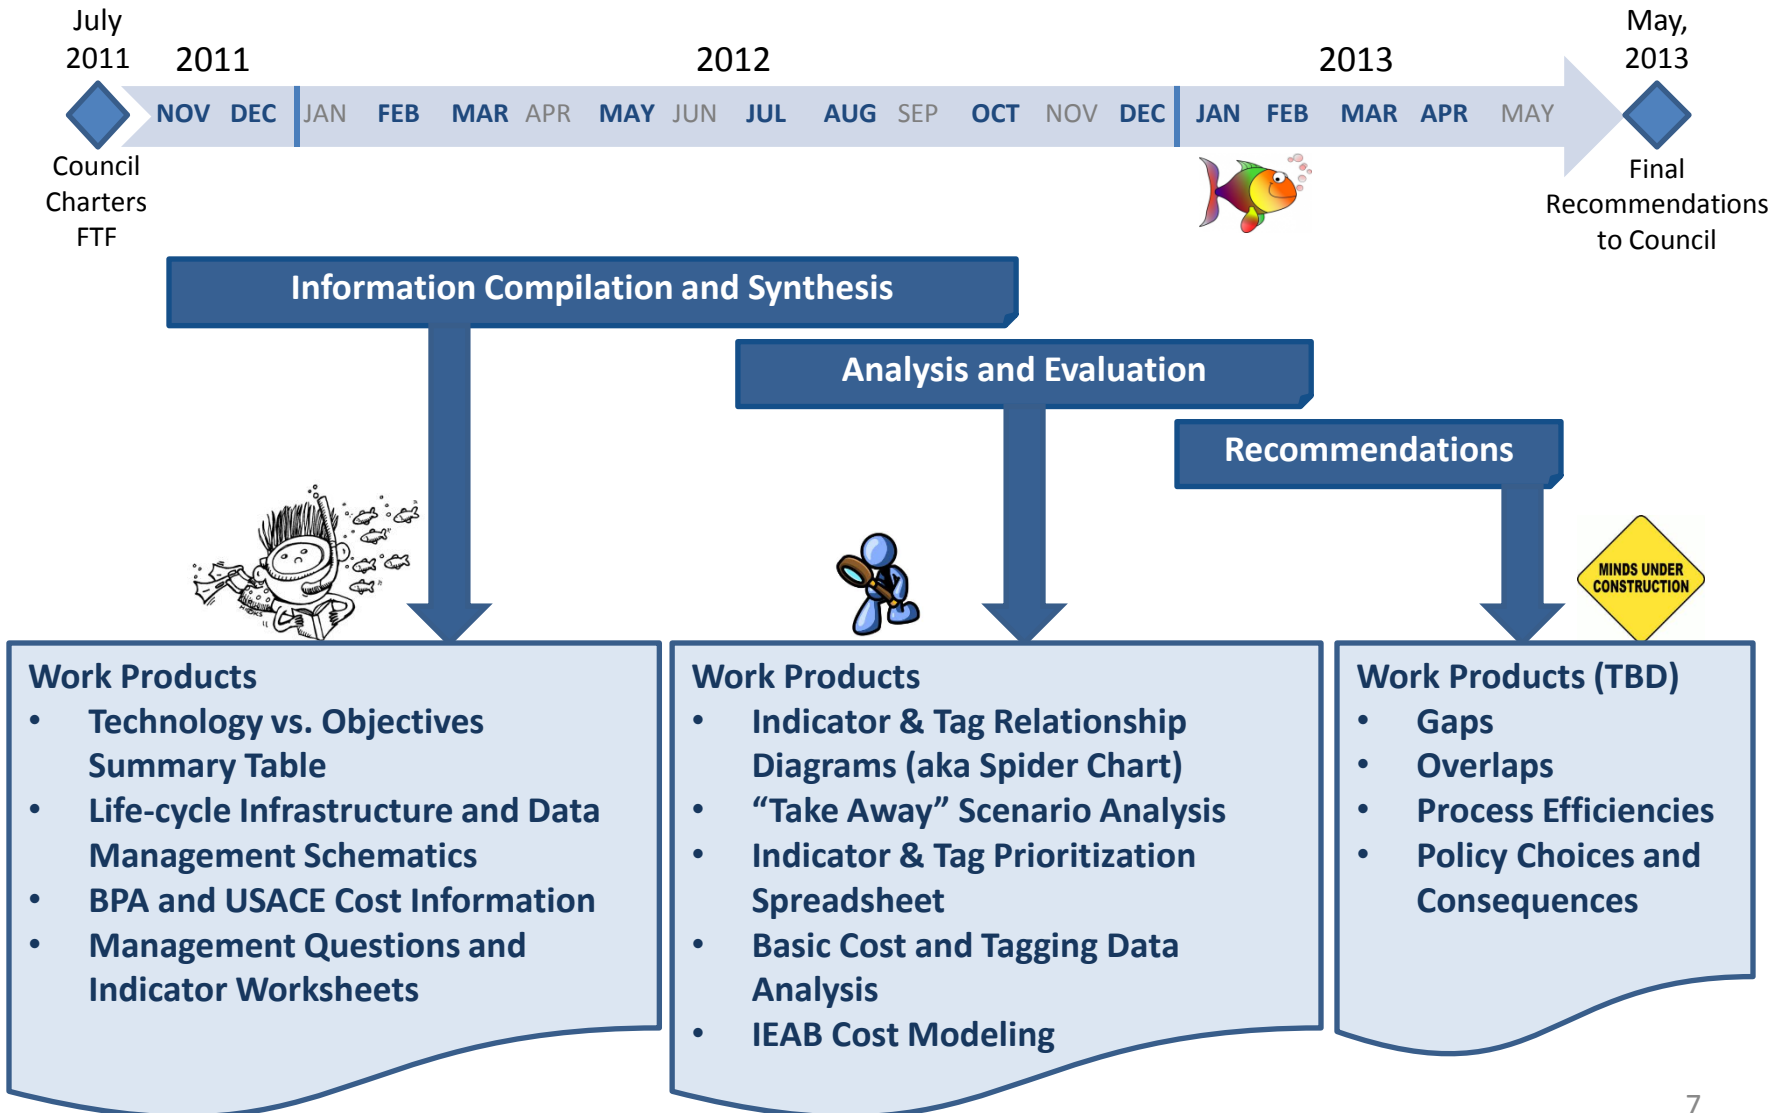 July
2011
2011
2012
2013
May,
2013
NOV DEC JAN FEB MAR APR MAY JUN JUL AUG SEP OCT NOV DEC JAN FEB MAR APR MAY
Council
Charters
FTF
Final
Recommendations
to Council
Information Compilation and Synthesis
Analysis and Evaluation
Recommendations
MINDS UNDER
CONSTRUCTION
Work Products
• Technology vs. Objectives
Summary Table
• Life-cycle Infrastructure and Data
Management Schematics
• BPA and USACE Cost Information
• Management Questions and
Indicator Worksheets
Work Products
• Indicator & Tag Relationship
Diagrams (aka Spider Chart)
• “Take Away” Scenario Analysis
• Indicator & Tag Prioritization
Spreadsheet
• Basic Cost and Tagging Data
Analysis
• IEAB Cost Modeling
Work Products (TBD)
• Gaps
• Overlaps
• Process Efficiencies
• Policy Choices and
Consequences
7